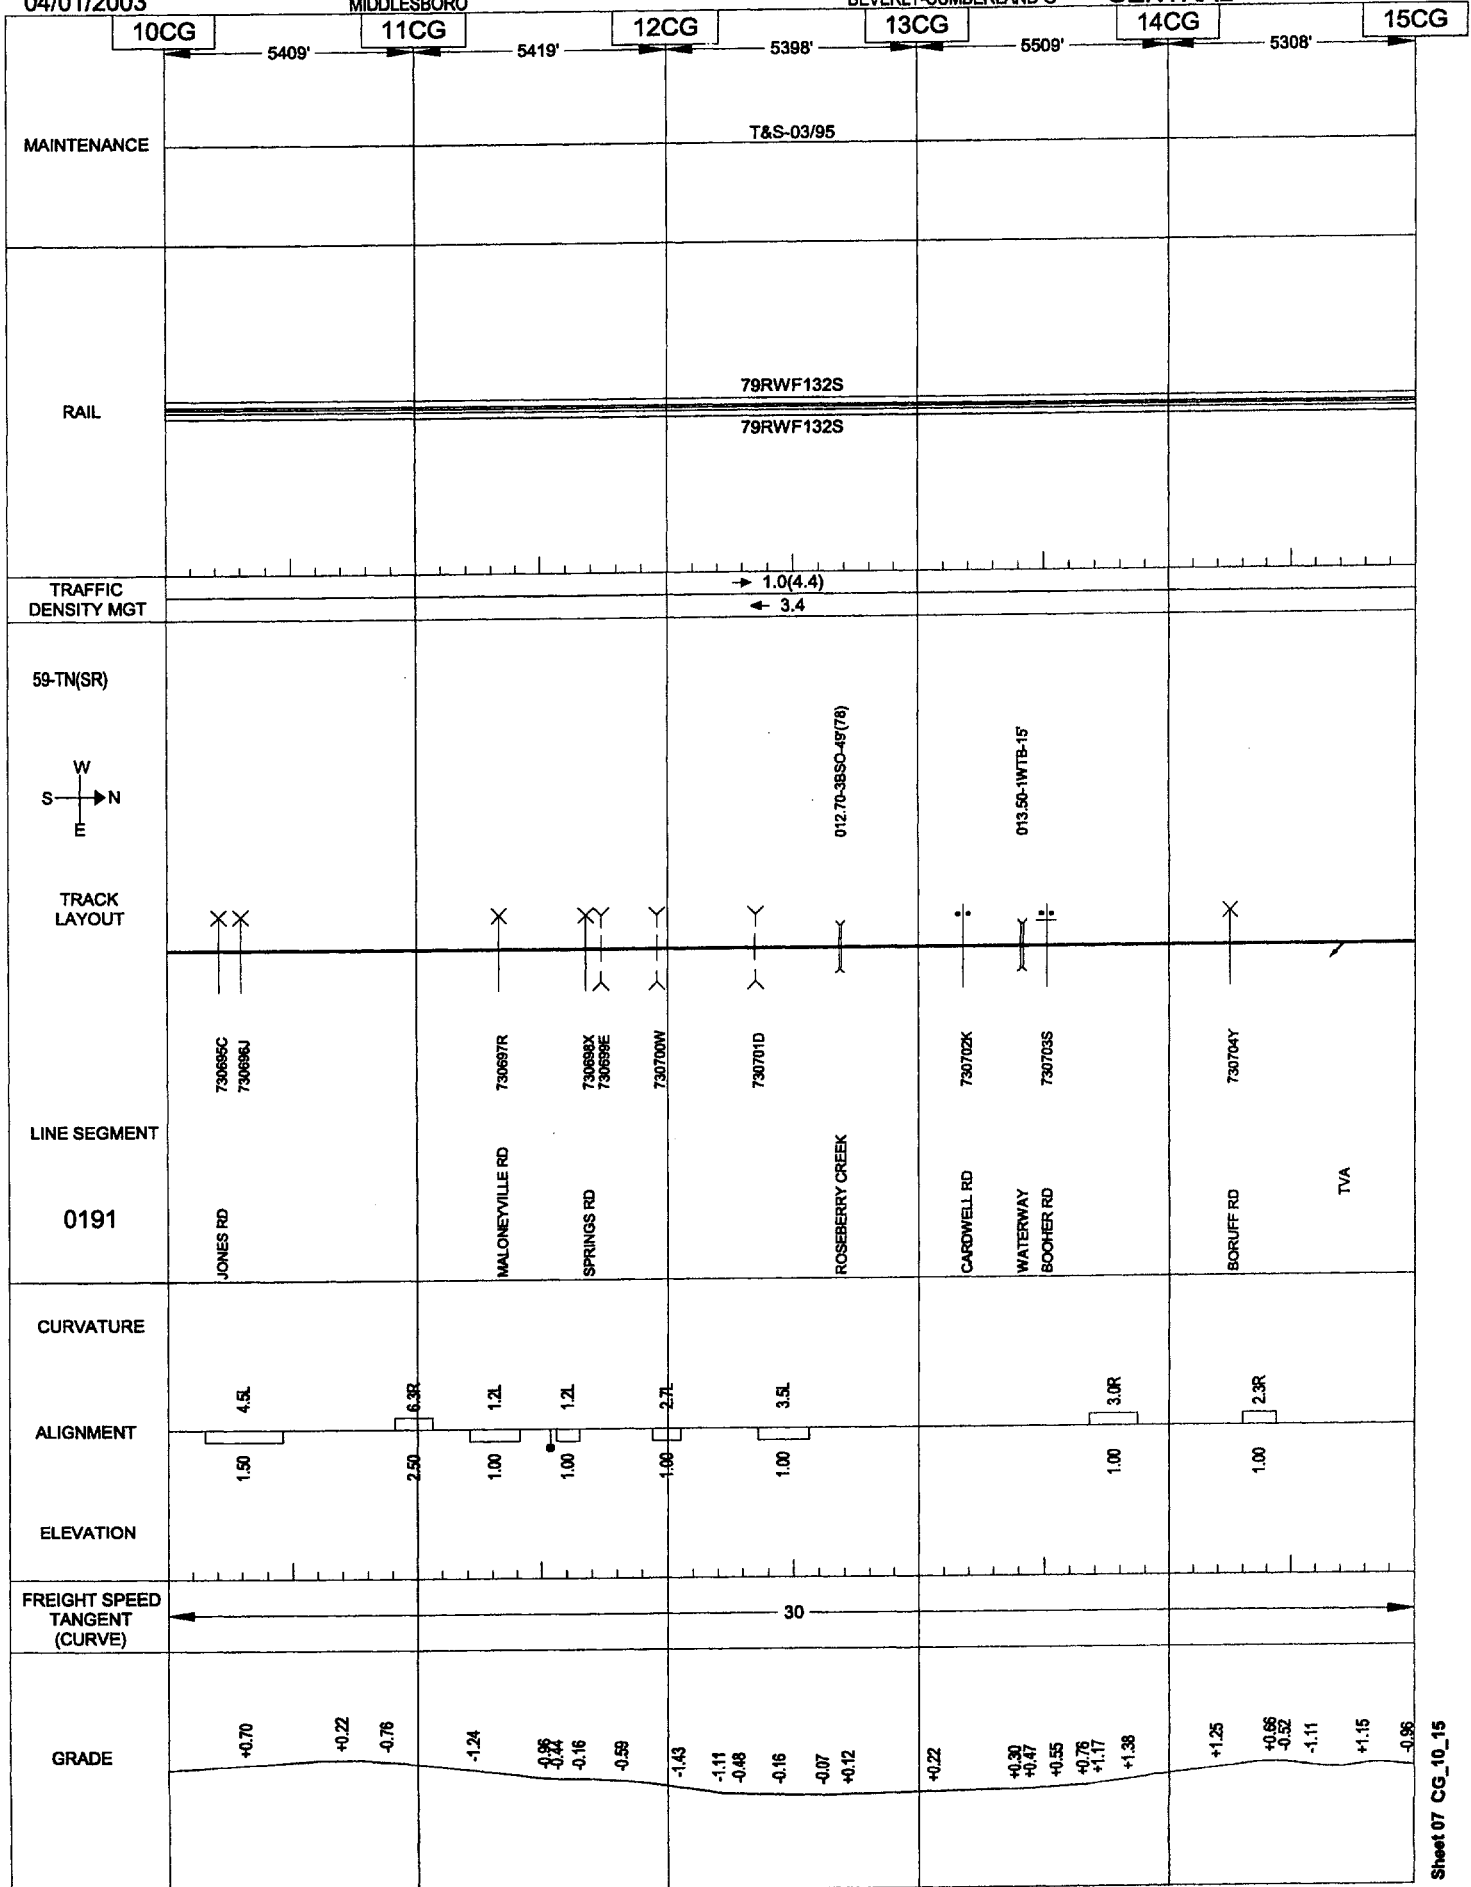 04/01/2003
MIDDLESBORO
10CG
11CG
12CG
13CG
14CG
15CG
5409'
5419'
5398'
5509'
5308'
MAINTENANCE
T&S-03/95
RAIL
79RWF132S
79RWF132S
TRAFFIC
DENSITY MGT
→ 1.0(4.4)
← 3.4
59-TN(SR)
W
S
N
E
012.70-3BSO-49'(78)
013.50-1WTB-15'
TRACK
LAYOUT
730695C
730696J
730697R
730698X
730699E
730700W
730701D
730702K
730703S
730704Y
LINE SEGMENT
0191
JONES RD
MALONEYVILLE RD
SPRINGS RD
ROSEBERRY CREEK
CARDWELL RD
WATERWAY
BOOHER RD
BORUFF RD
TVA
CURVATURE
4.5L
6.3R
1.2L
1.2L
2.7L
3.5L
3.0R
2.3R
ALIGNMENT
1.50
2.50
1.00
1.00
1.00
1.00
1.00
1.00
ELEVATION
FREIGHT SPEED
TANGENT
(CURVE)
30
GRADE
+0.70
+0.22
-0.76
-1.24
-0.96
-0.44
-0.16
-0.59
-1.43
-1.11
-0.48
-0.16
-0.07
+0.12
+0.22
+0.30
+0.47
+0.55
+0.76
+1.17
+1.38
+1.25
+0.66
-0.52
-1.11
+1.15
-0.96
Sheet 07 CG_10_15